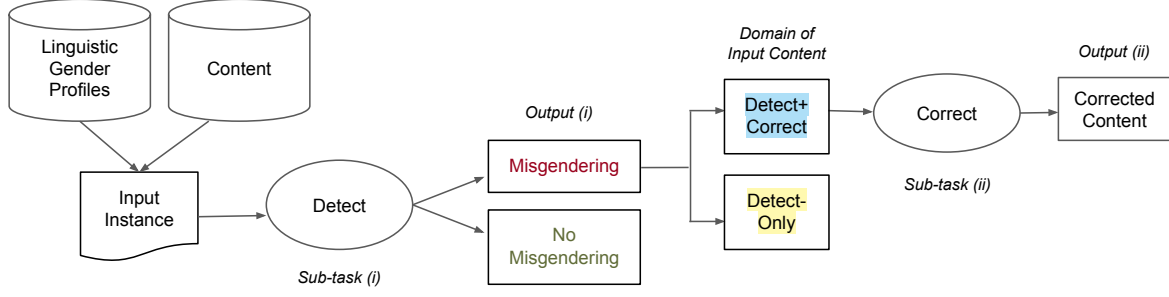 Linguistic
Gender
Profiles
Content
Input
Instance
Detect
Sub-task (i)
Output (i)
Misgendering
No
Misgendering
Domain of
Input Content
Detect+
Correct
Detect-
Only
Correct
Sub-task (ii)
Output (ii)
Corrected
Content